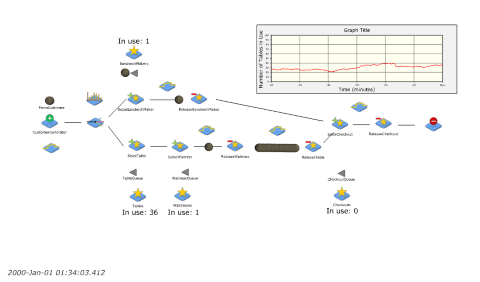 In use: 1
SandwichMakers
Graph Title
Number of Tables in Use
Time (minutes)
FormCustomer
CustomerGenerator
SeizeSandwichMaker
ReleaseSandwichMaker
SeizeTable
SeizeWaitress
ReleaseWaitress
ReleaseTable
SeizeCheckout
ReleaseCheckout
TableQueue
WaitressQueue
CheckoutQueue
Tables
Waitresses
Checkouts
In use: 36
In use: 1
In use: 0
2000-Jan-01 01:34:03.412